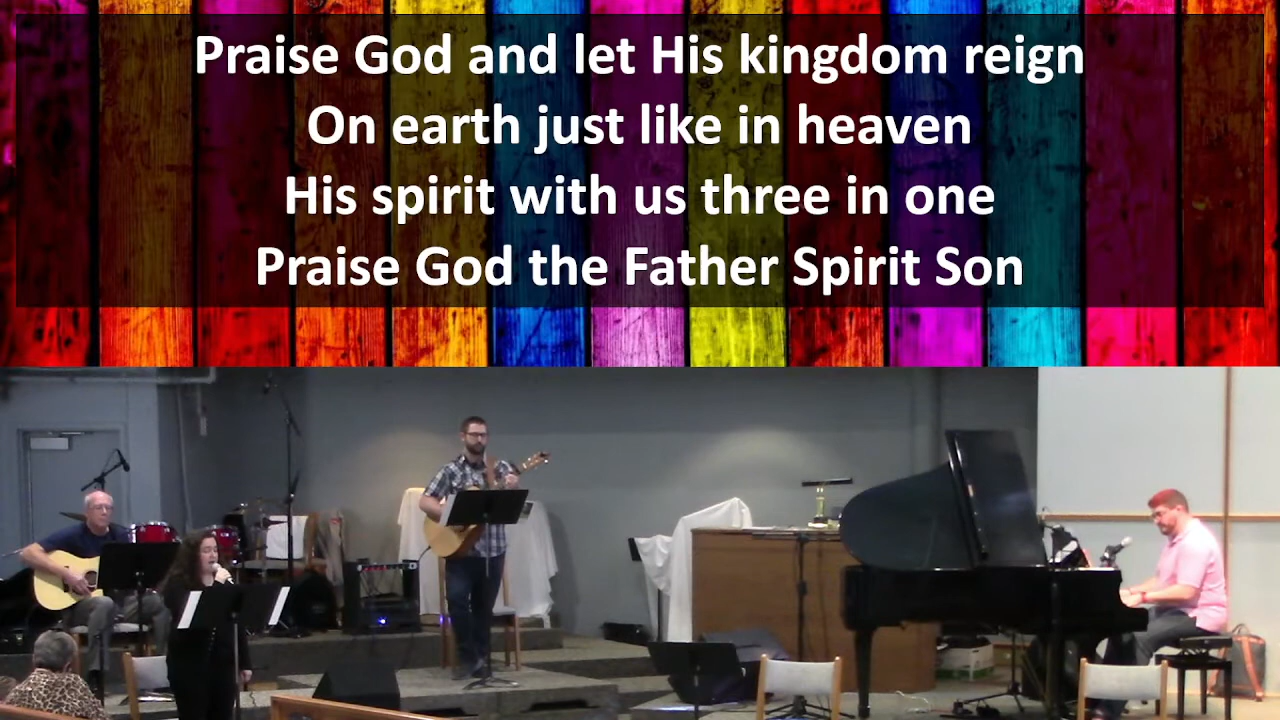 Praise God and let His kingdom reign
On earth just like in heaven
His spirit with us three in one
Praise God the Father Spirit Son